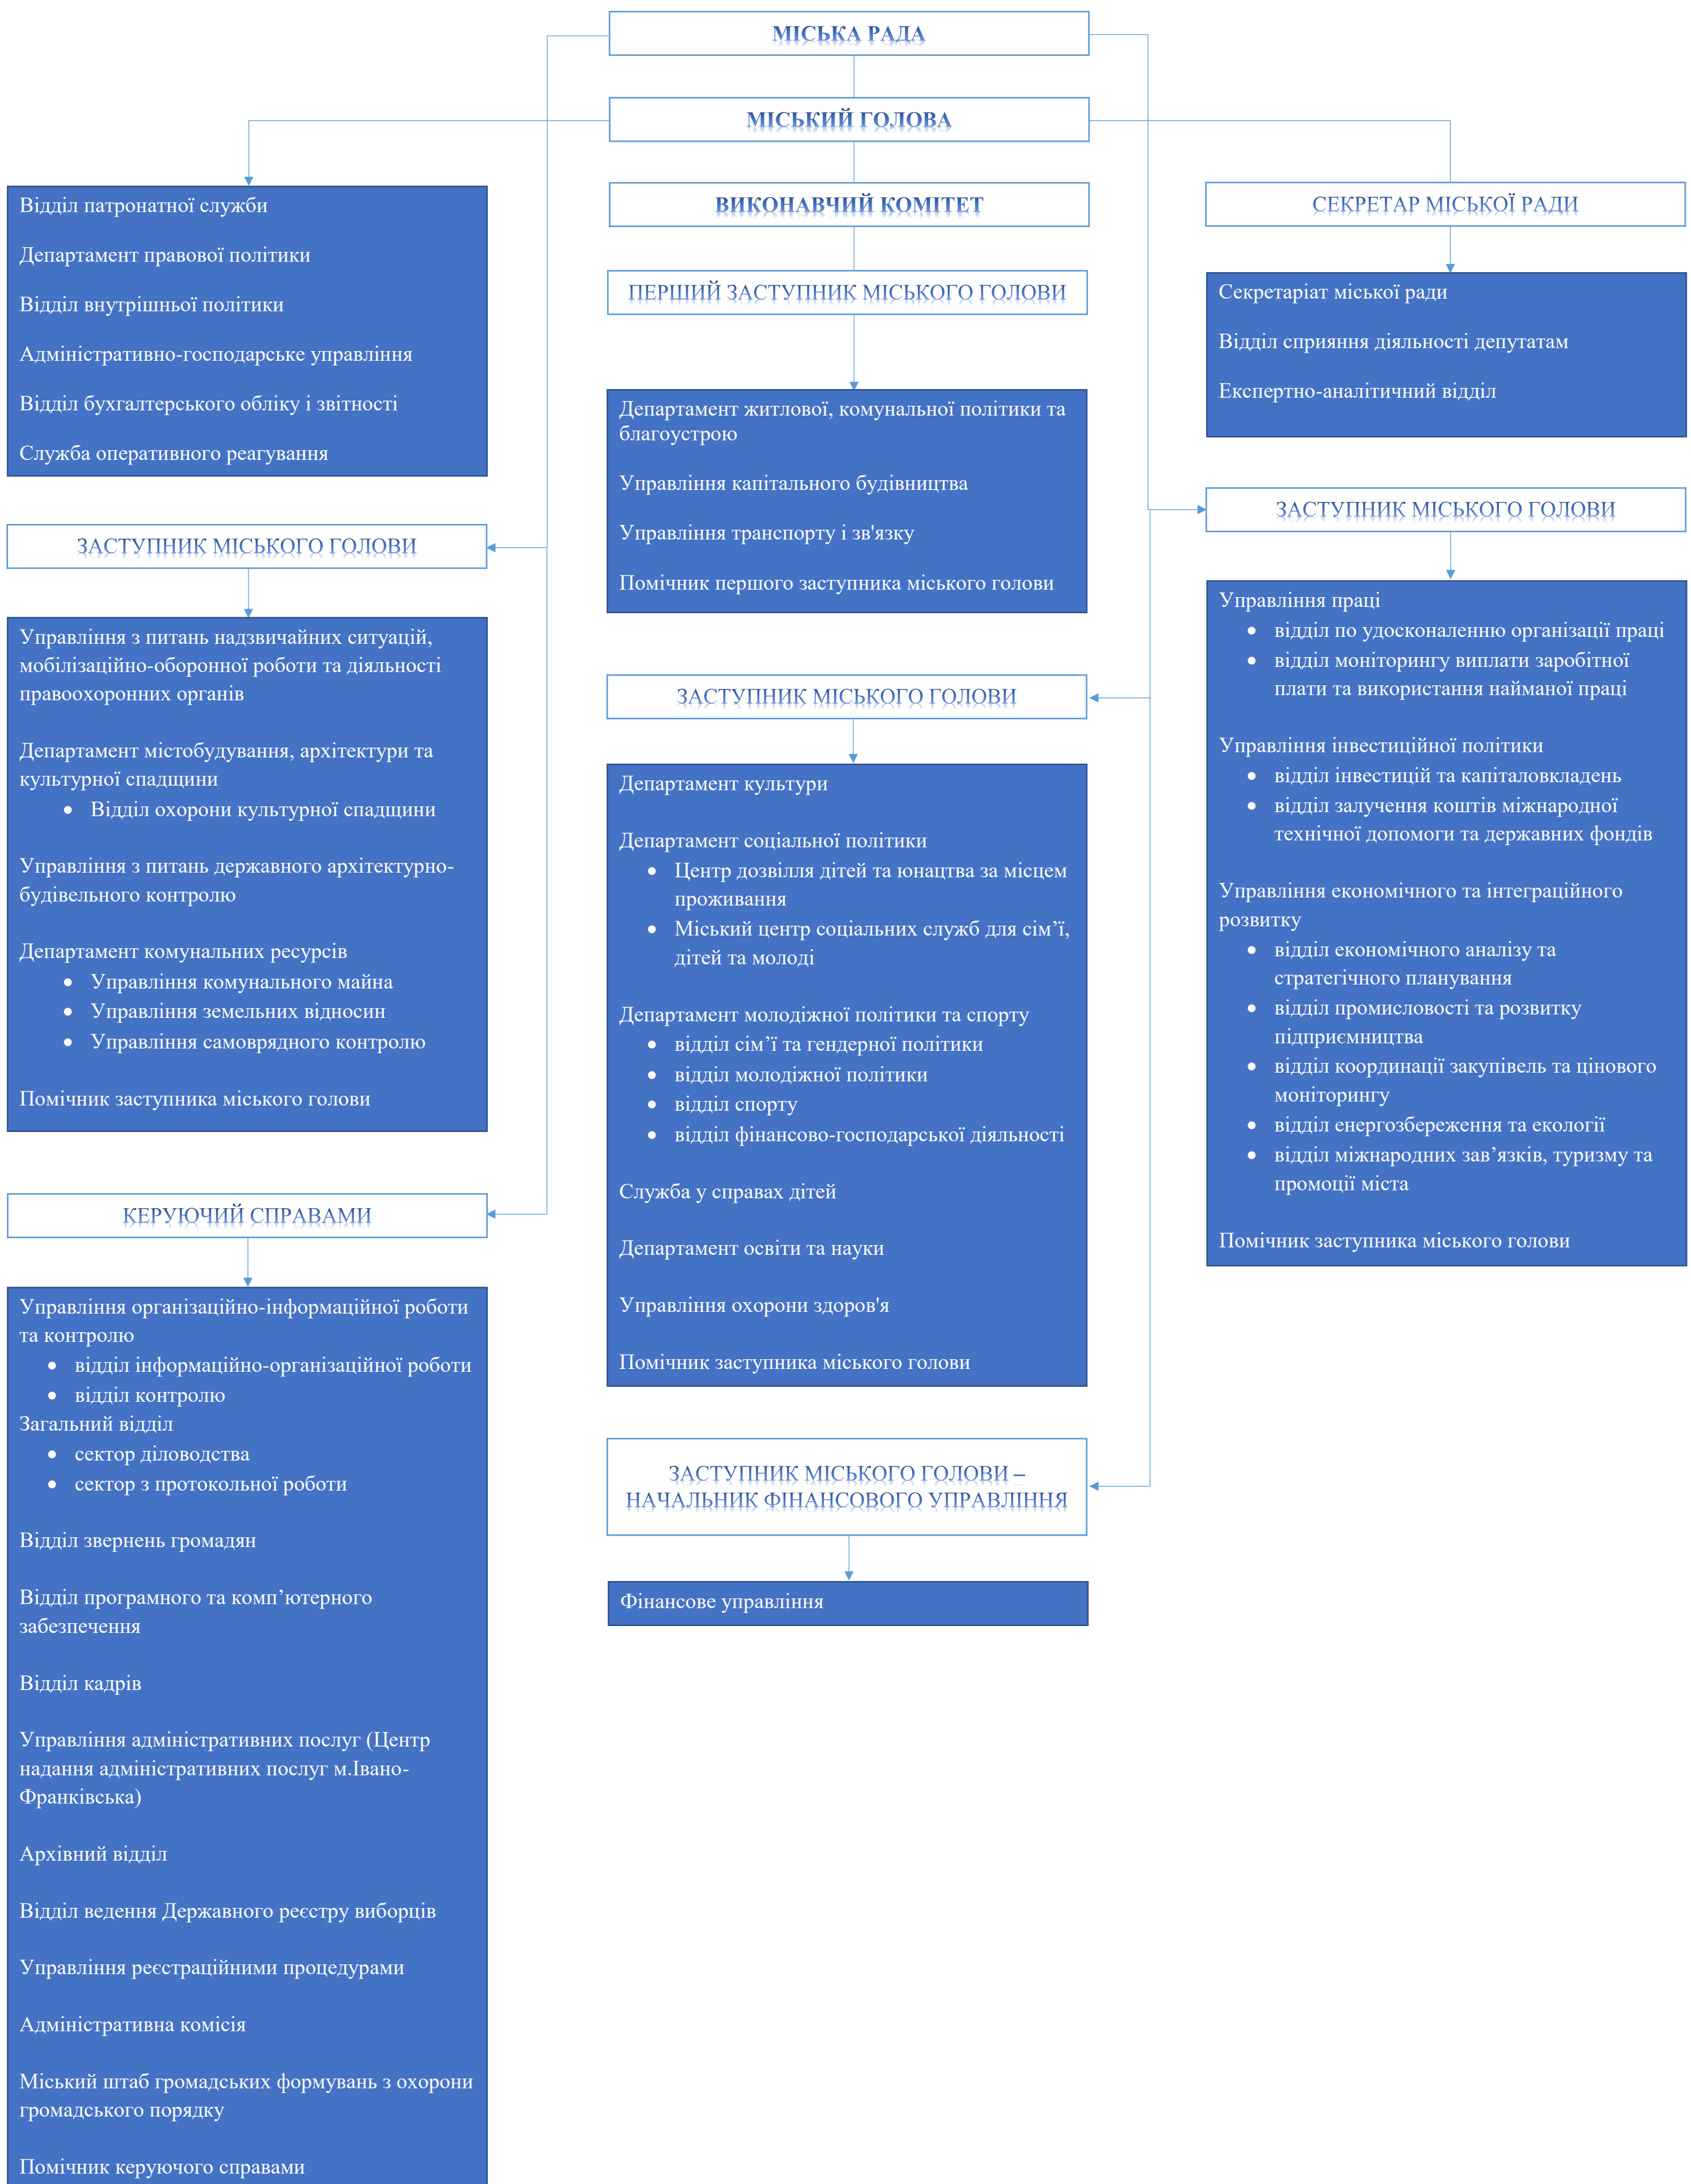 МІСЬКА РАДА
МІСЬКИЙ ГОЛОВА
Відділ патронатної служби
Департамент правової політики
Відділ внутрішньої політики
Адміністративно-господарське управління
Відділ бухгалтерського обліку і звітності
Служба оперативного реагування
ВИКОНАВЧИЙ КОМІТЕТ
ПЕРШИЙ ЗАСТУПНИК МІСЬКОГО ГОЛОВИ
Департамент житлової, комунальної політики та
благоустрою
Управління капітального будівництва
Управління транспорту і зв'язку
Помічник першого заступника міського голови
СЕКРЕТАР МІСЬКОЇ РАДИ
Секретаріат міської ради
Відділ сприяння діяльності депутатам
Експертно-аналітичний відділ
ЗАСТУПНИК МІСЬКОГО ГОЛОВИ
Управління з питань надзвичайних ситуацій,
мобілізаційно-оборонної роботи та діяльності
правоохоронних органів
Департамент містобудування, архітектури та
культурної спадщини
• Відділ охорони культурної спадщини
Управління з питань державного архітектурно-
будівельного контролю
Департамент комунальних ресурсів
• Управління комунального майна
• Управління земельних відносин
• Управління самоврядного контролю
Помічник заступника міського голови
ЗАСТУПНИК МІСЬКОГО ГОЛОВИ
Департамент культури
Департамент соціальної політики
• Центр дозвілля дітей та юнацтва за місцем
проживання
• Міський центр соціальних служб для сім’ї,
дітей та молоді
Департамент молодіжної політики та спорту
• відділ сім’ї та гендерної політики
• відділ молодіжної політики
• відділ спорту
• відділ фінансово-господарської діяльності
Служба у справах дітей
Департамент освіти та науки
Управління охорони здоров'я
Помічник заступника міського голови
ЗАСТУПНИК МІСЬКОГО ГОЛОВИ
Управління праці
• відділ по удосконаленню організації праці
• відділ моніторингу виплати заробітної
плати та використання найманої праці
Управління інвестиційної політики
• відділ інвестицій та капіталовкладень
• відділ залучення коштів міжнародної
технічної допомоги та державних фондів
Управління економічного та інтеграційного
розвитку
• відділ економічного аналізу та
стратегічного планування
• відділ промисловості та розвитку
підприємництва
• відділ координації закупівель та цінового
моніторингу
• відділ енергозбереження та екології
• відділ міжнародних зав’язків, туризму та
промоції міста
Помічник заступника міського голови
КЕРУЮЧИЙ СПРАВАМИ
Управління організаційно-інформаційної роботи
та контролю
• відділ інформаційно-організаційної роботи
• відділ контролю
Загальний відділ
• сектор діловодства
• сектор з протокольної роботи
Відділ звернень громадян
Відділ програмного та комп’ютерного
забезпечення
Відділ кадрів
Управління адміністративних послуг (Центр
надання адміністративних послуг м.Івано-
Франківська)
Архівний відділ
Відділ ведення Державного реєстру виборців
Управління реєстраційними процедурами
Адміністративна комісія
Міський штаб громадських формувань з охорони
громадського порядку
Помічник керуючого справами
ЗАСТУПНИК МІСЬКОГО ГОЛОВИ –
НАЧАЛЬНИК ФІНАНСОВОГО УПРАВЛІННЯ
Фінансове управління